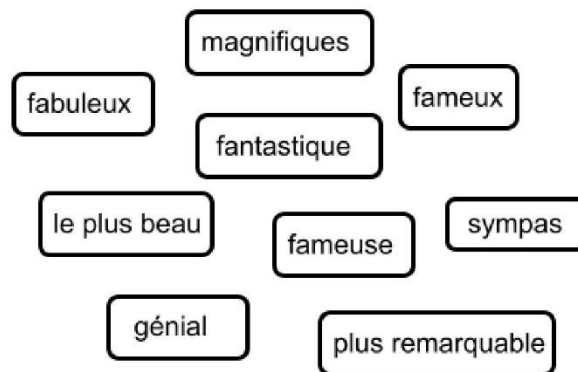 magnifiques
fabuleux
fameux
fantastique
le plus beau
fameuse
sympas
génial
plus remarquable